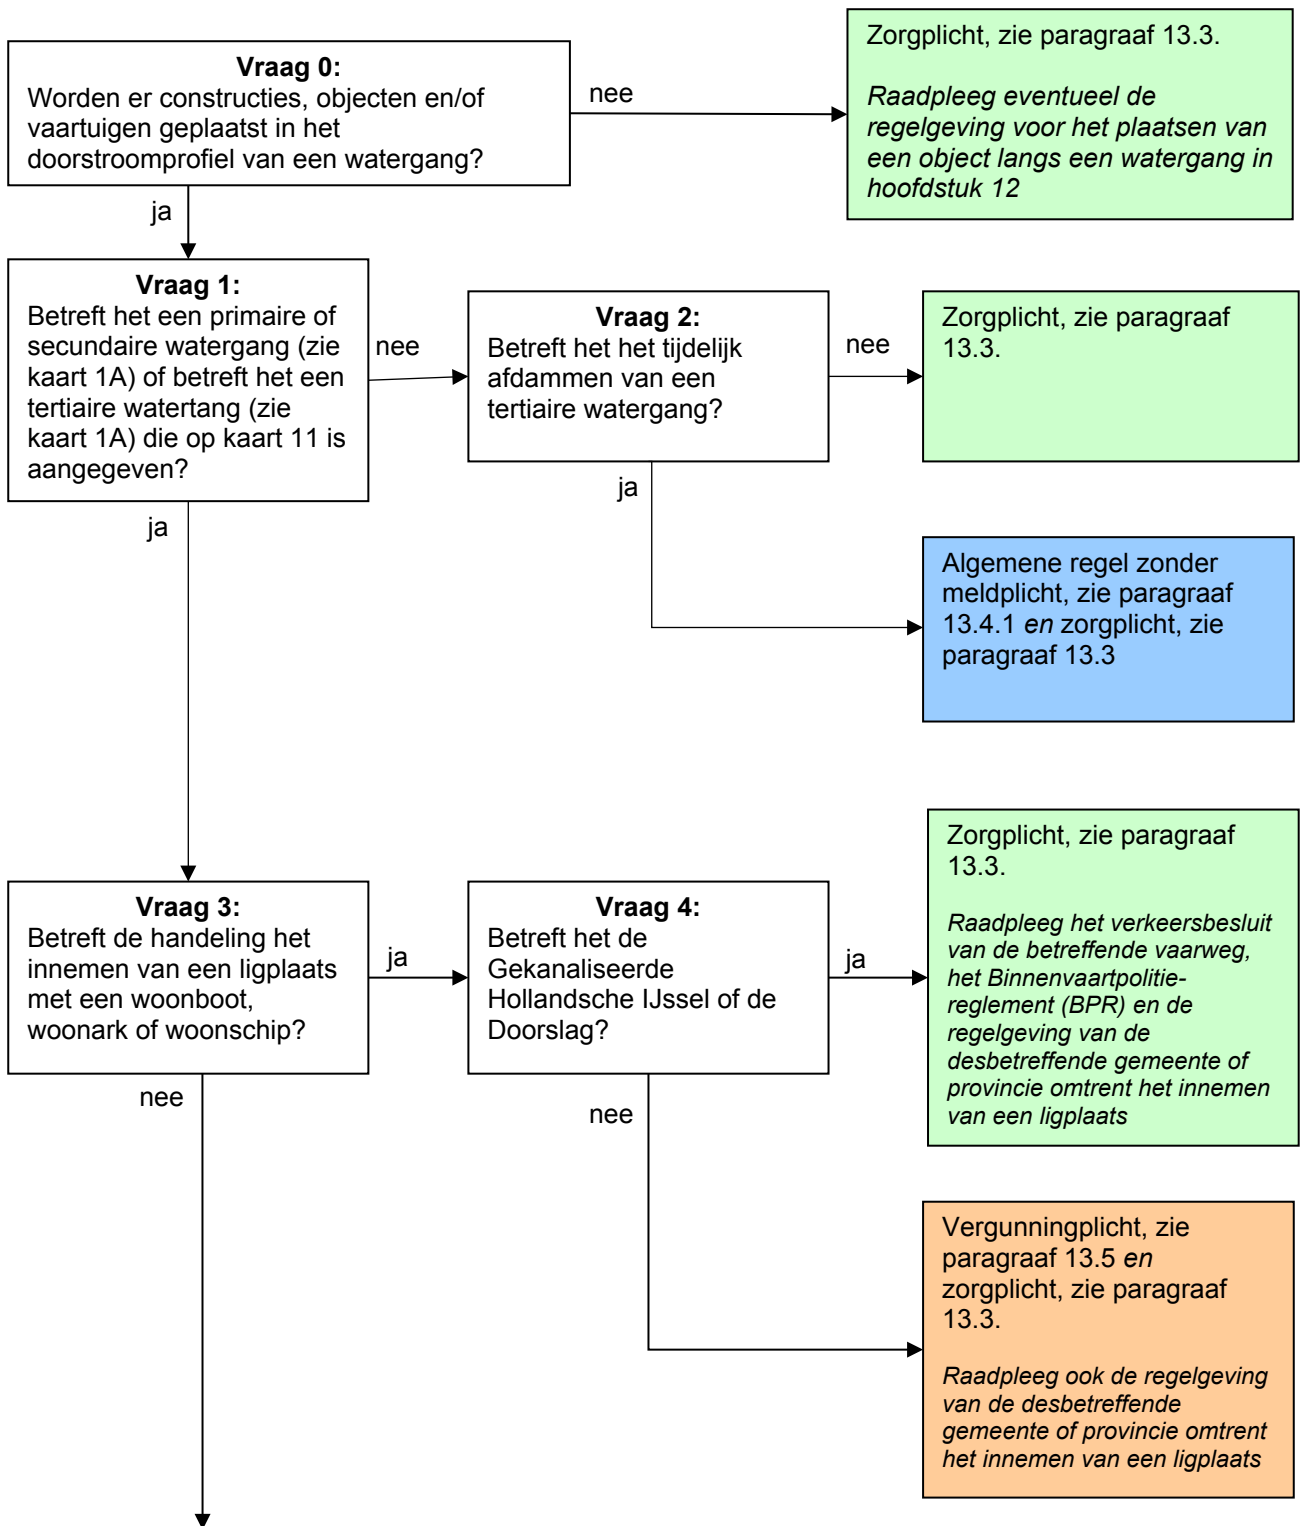 Vraag 0:
Worden er constructies, objecten en/of
vaartuigen geplaatst in het
doorstroomprofiel van een watergang?
nee
Zorgplicht, zie paragraaf 13.3.
Raadpleeg eventueel de
regelgeving voor het plaatsen van
een object langs een watergang in
hoofdstuk 12
ja
Vraag 1:
Betreft het een primaire of
secundaire watergang (zie
kaart 1A) of betreft het een
tertiaire watertang (zie
kaart 1A) die op kaart 11 is
aangegeven?
nee
Vraag 2:
Betreft het het tijdelijk
afdammen van een
tertiaire watergang?
nee
Zorgplicht, zie paragraaf
13.3.
ja
Algemene regel zonder
meldplicht, zie paragraaf
13.4.1 en zorgplicht, zie
paragraaf 13.3
ja
Vraag 3:
Betreft de handeling het
innemen van een ligplaats
met een woonboot,
woonark of woonschip?
ja
Vraag 4:
Betreft het de
Gekanaliseerde
Hollandsche IJssel of de
Doorslag?
ja
Zorgplicht, zie paragraaf
13.3.
Raadpleeg het verkeersbesluit
van de betreffende vaarweg,
het Binnenvaartpolitie-
reglement (BPR) en de
regelgeving van de
desbetreffende gemeente of
provincie omtrent het innemen
van een ligplaats
nee
nee
Vergunningplicht, zie
paragraaf 13.5 en
zorgplicht, zie paragraaf
13.3.
Raadpleeg ook de regelgeving
van de desbetreffende
gemeente of provincie omtrent
het innemen van een ligplaats